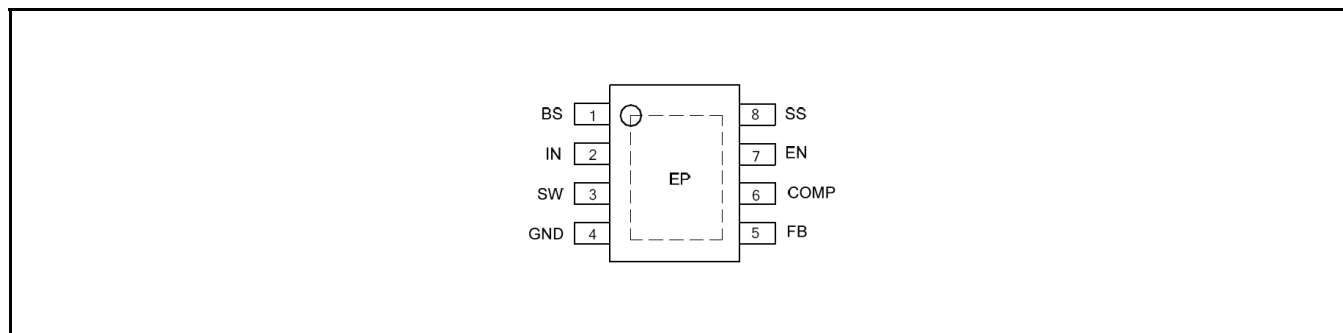 BS 1 8 SS
IN 2 7 EN
EP
SW 3 6 COMP
GND 4 5 FB